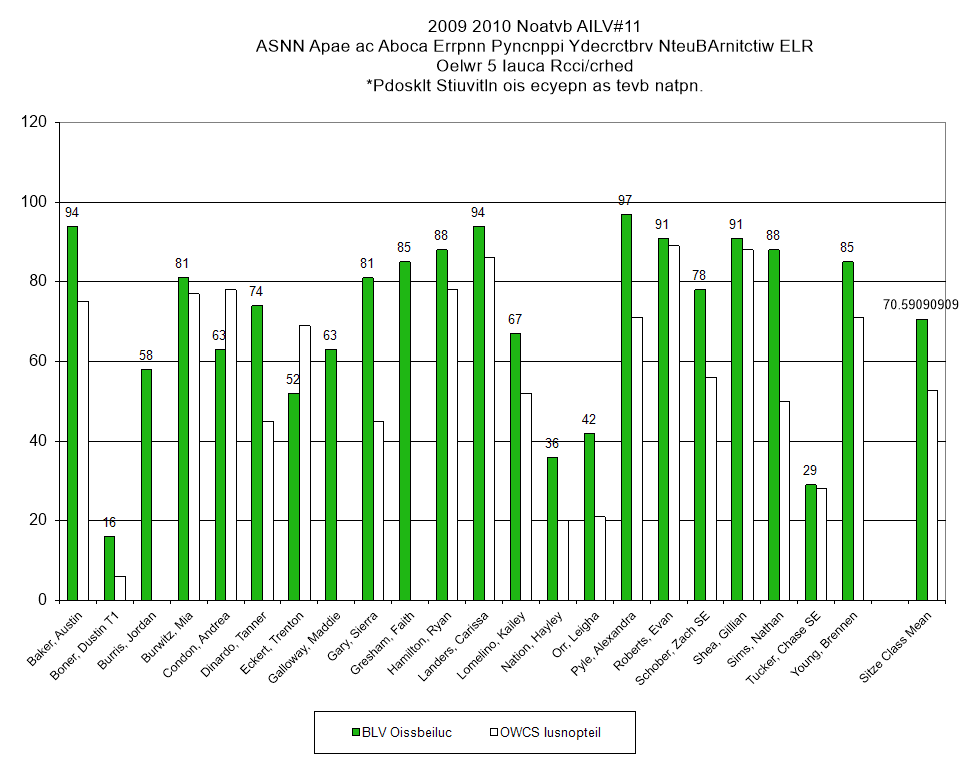 2009 2010 Noatvb AILV#11
ASNN Apae ac Aboca Errpnn Pyncnppi Ydecrctbrv NteuBArnitctiw ELR
Oelwr 5 Iauca Rcci/crhed
*Pdosklt Stiuvitln ois ecyepn as tevb natpn.
120
100
80
60
40
20
0
94
16
58
81
63
74
52
63
81
85
88
94
67
36
42
97
91
78
91
88
29
85
70.59090909
Baker, Austin
Boner, Dustin T1
Burris, Jordan
Burwitz, Mia
Condon, Andrea
Dinardo, Tanner
Eckert, Trenton
Galloway, Maddie
Gary, Sierra
Gresham, Faith
Hamilton, Ryan
Landers, Carissa
Lomelino, Kailey
Nation, Hayley
Orr, Leigha
Pyle, Alexandra
Roberts, Evan
Schober, Zach SE
Shea, Gillian
Sims, Nathan
Tucker, Chase SE
Young, Brennen
Sitze Class Mean
BLV Oissbeiluc
OWCS Iusnopteil